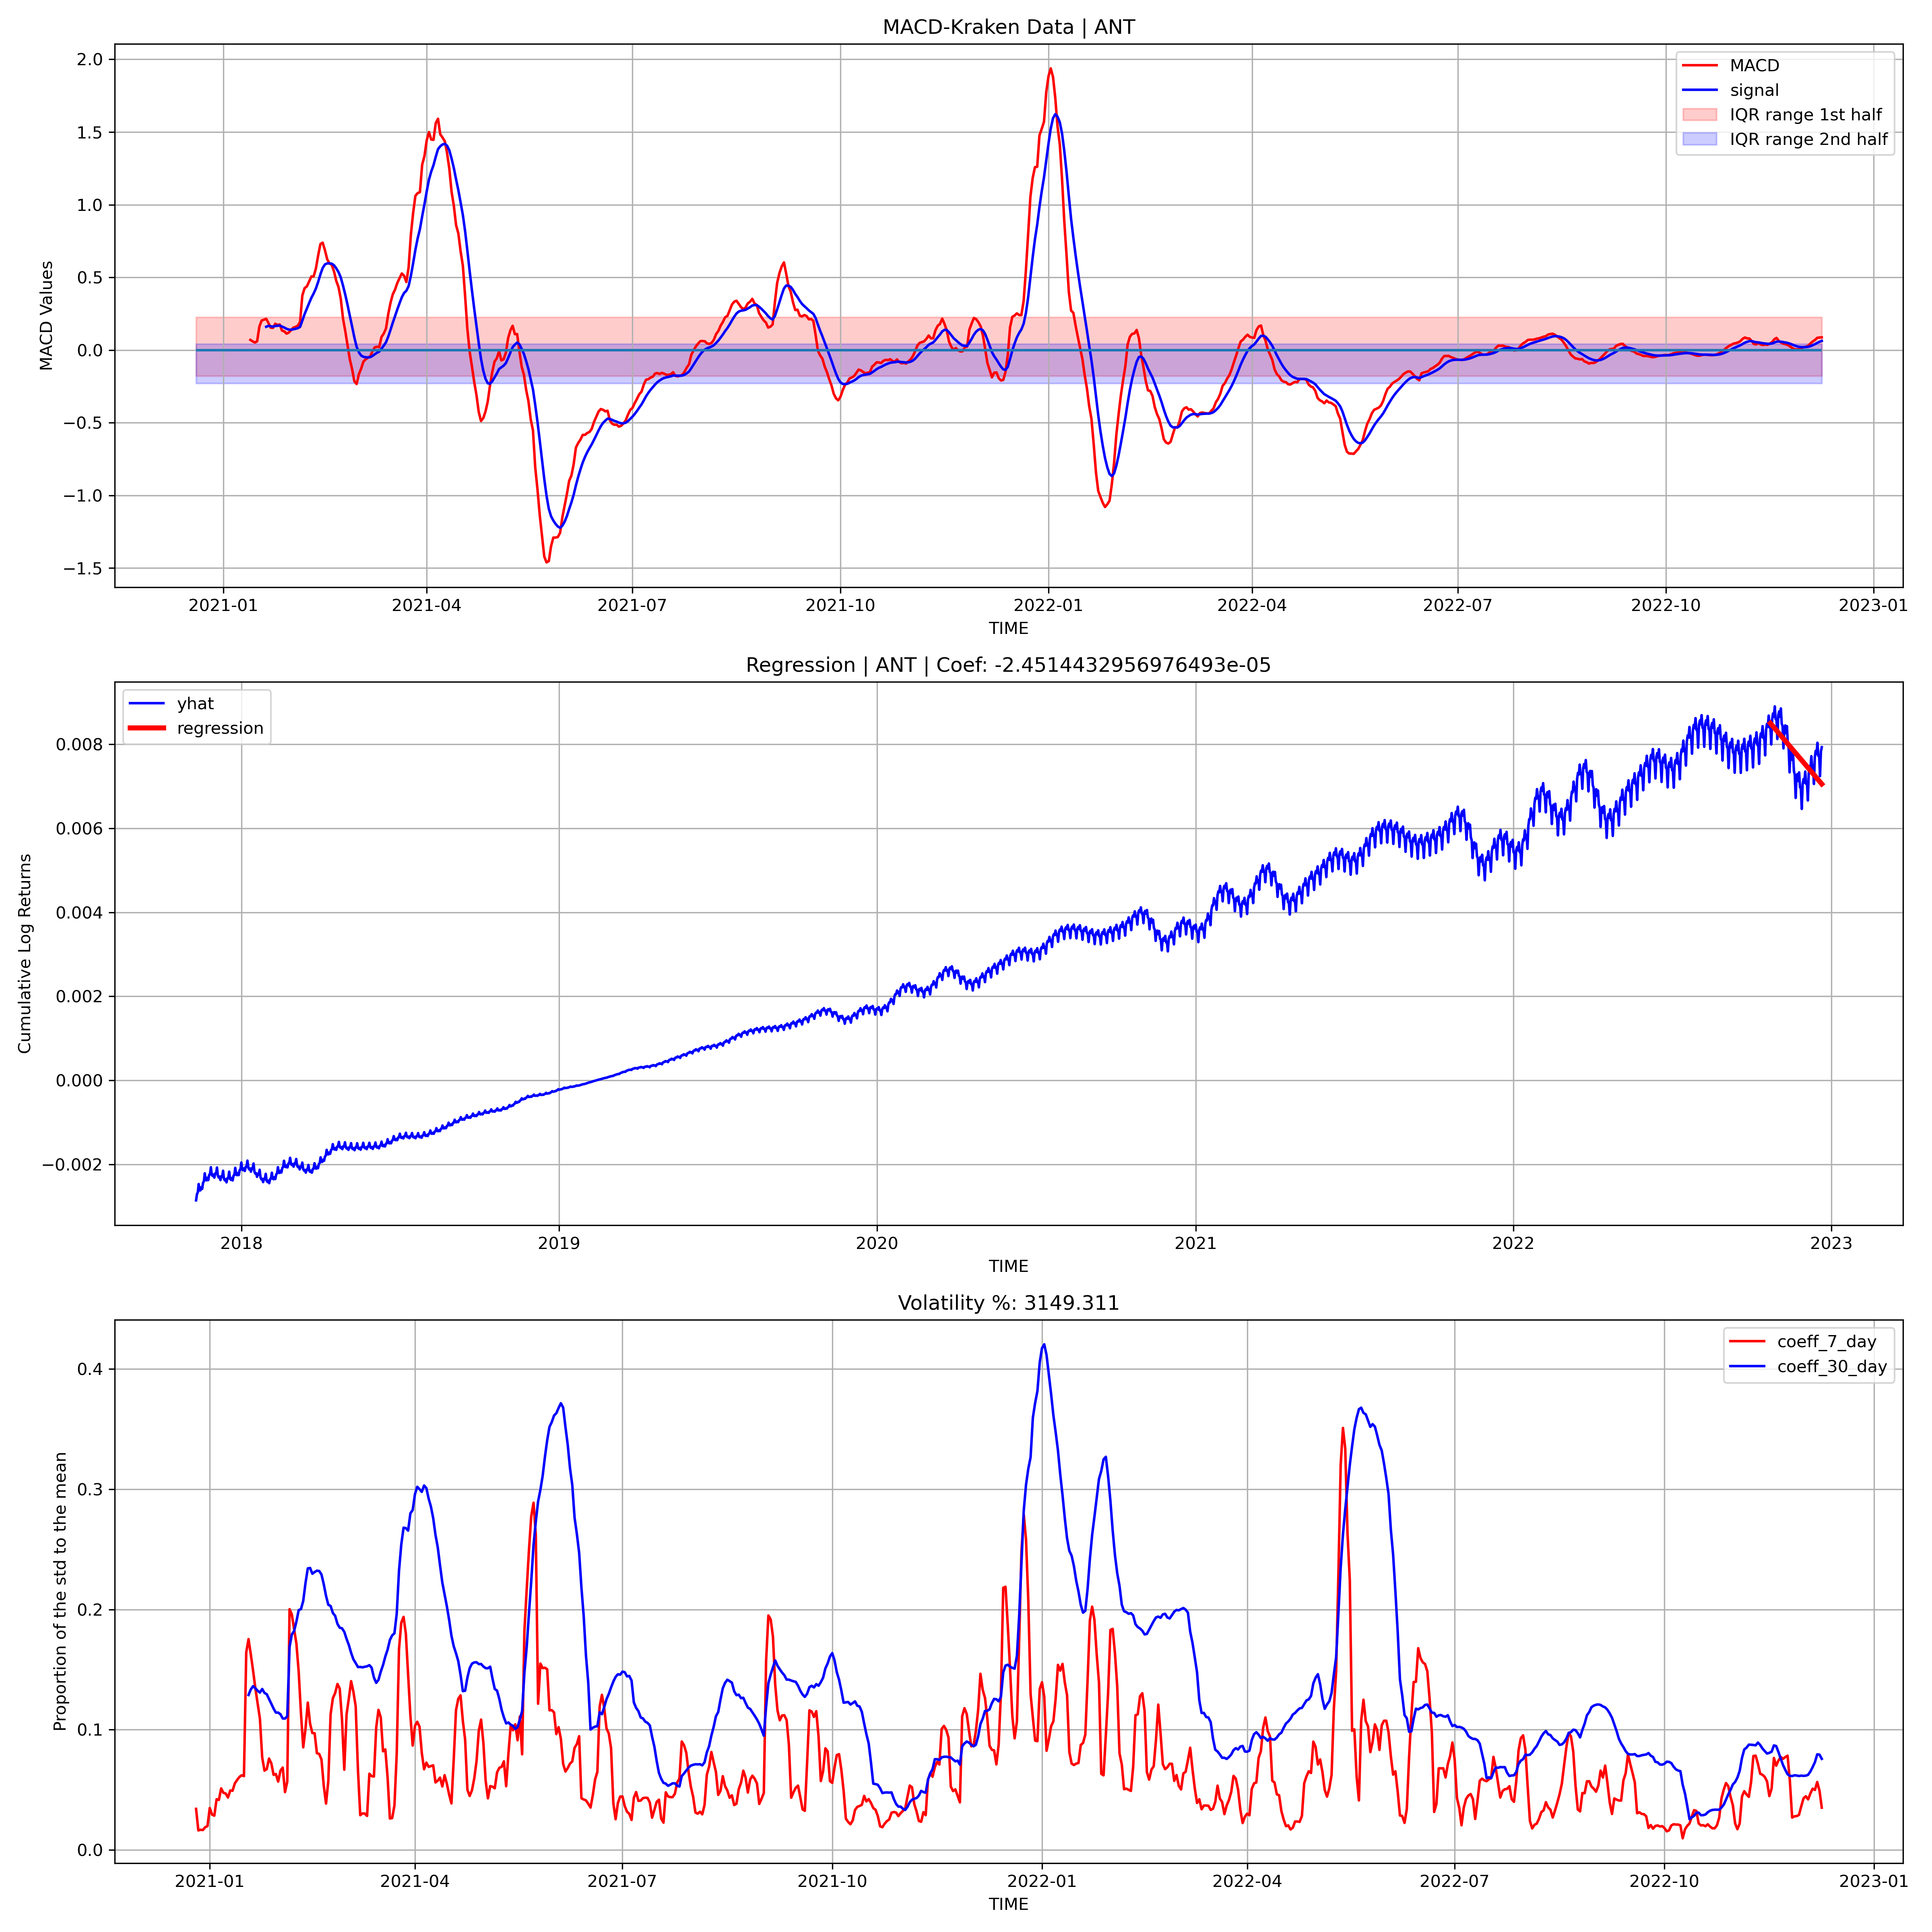 MACD-Kraken Data | ANT
MACD Values
2.0
1.5
1.0
0.5
0.0
−0.5
−1.0
−1.5
MACD
signal
IQR range 1st half
IQR range 2nd half
2021-01
2021-04
2021-07
2021-10
2022-01
2022-04
2022-07
2022-10
2023-01
TIME
Regression | ANT | Coef: -2.4514432956976493e-05
Cumulative Log Returns
0.008
0.006
0.004
0.002
0.000
−0.002
yhat
regression
2018
2019
2020
2021
2022
2023
TIME
Volatility %: 3149.311
Proportion of the std to the mean
0.4
0.3
0.2
0.1
0.0
coeff_7_day
coeff_30_day
2021-01
2021-04
2021-07
2021-10
2022-01
2022-04
2022-07
2022-10
2023-01
TIME